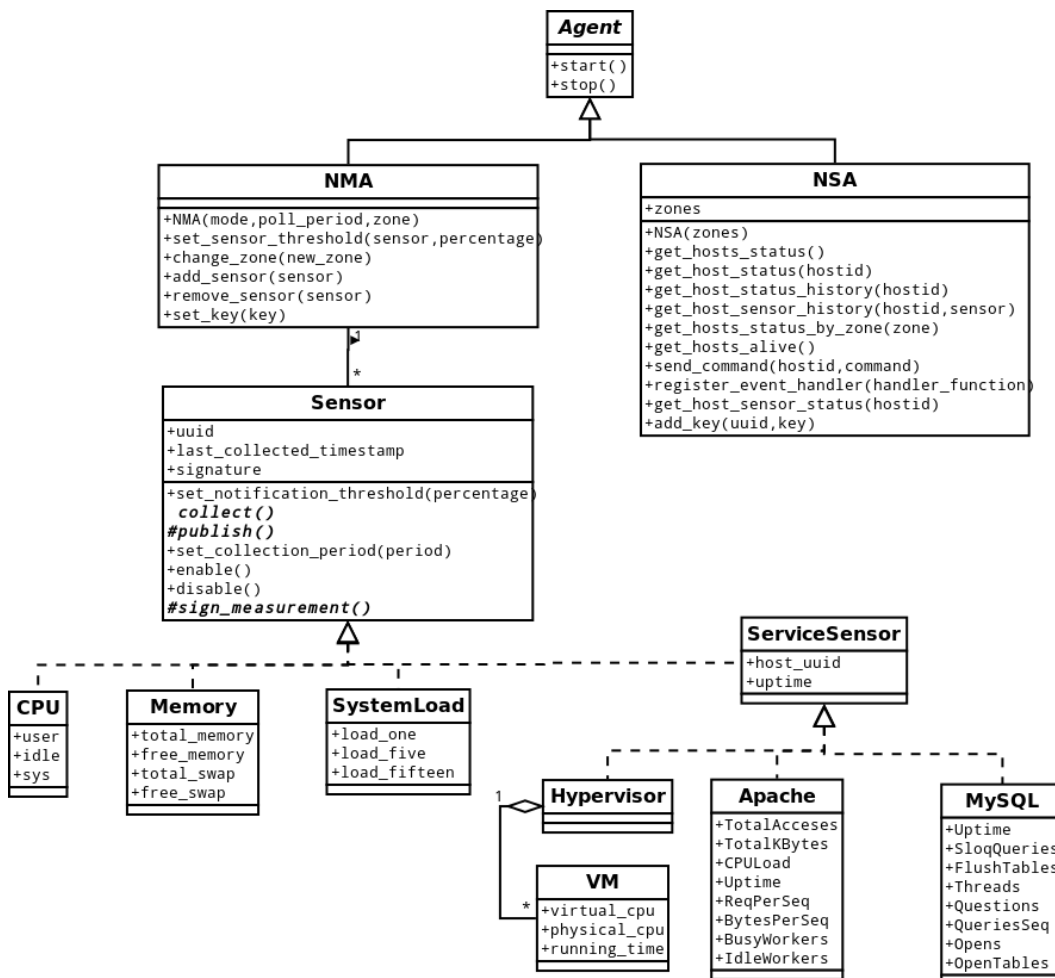 Agent
+start()
+stop()
NMA
+NMA(mode,poll_period,zone)
+set_sensor_threshold(sensor,percentage)
+change_zone(new_zone)
+add_sensor(sensor)
+remove_sensor(sensor)
+set_key(key)
NSA
+zones
+NSA(zones)
+get_hosts_status()
+get_host_status(hostid)
+get_host_status_history(hostid)
+get_host_sensor_history(hostid,sensor)
+get_hosts_status_by_zone(zone)
+get_hosts_alive()
+send_command(hostid,command)
+register_event_handler(handler_function)
+get_host_sensor_status(hostid)
+add_key(uuid,key)
1
*
Sensor
+uuid
+last_collected_timestamp
+signature
+set_notification_threshold(percentage)
collect()
#publish()
+set_collection_period(period)
+enable()
+disable()
#sign_measurement()
ServiceSensor
+host_uuid
+uptime
CPU
+user
+idle
+sys
Memory
+total_memory
+free_memory
+total_swap
+free_swap
SystemLoad
+load_one
+load_five
+load_fifteen
1
Hypervisor
*
VM
+virtual_cpu
+physical_cpu
+running_time
Apache
+TotalAcceses
+TotalKBytes
+CPULoad
+Uptime
+ReqPerSeq
+BytesPerSeq
+BusyWorkers
+IdleWorkers
MySQL
+Uptime
+SloqQueries
+FlushTables
+Threads
+Questions
+QueriesSeq
+Opens
+OpenTables